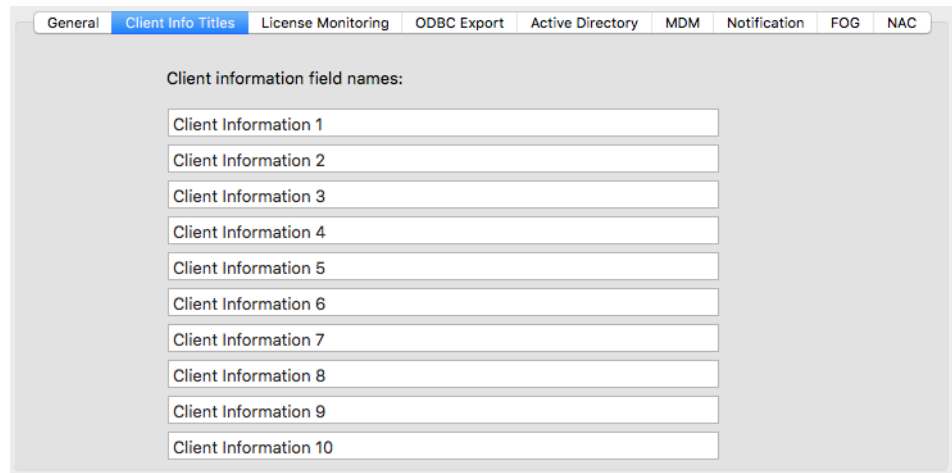 General Client Info Titles License Monitoring ODBC Export Active Directory MDM Notification FOG NAC
Client information field names:
Client Information 1
Client Information 2
Client Information 3
Client Information 4
Client Information 5
Client Information 6
Client Information 7
Client Information 8
Client Information 9
Client Information 10